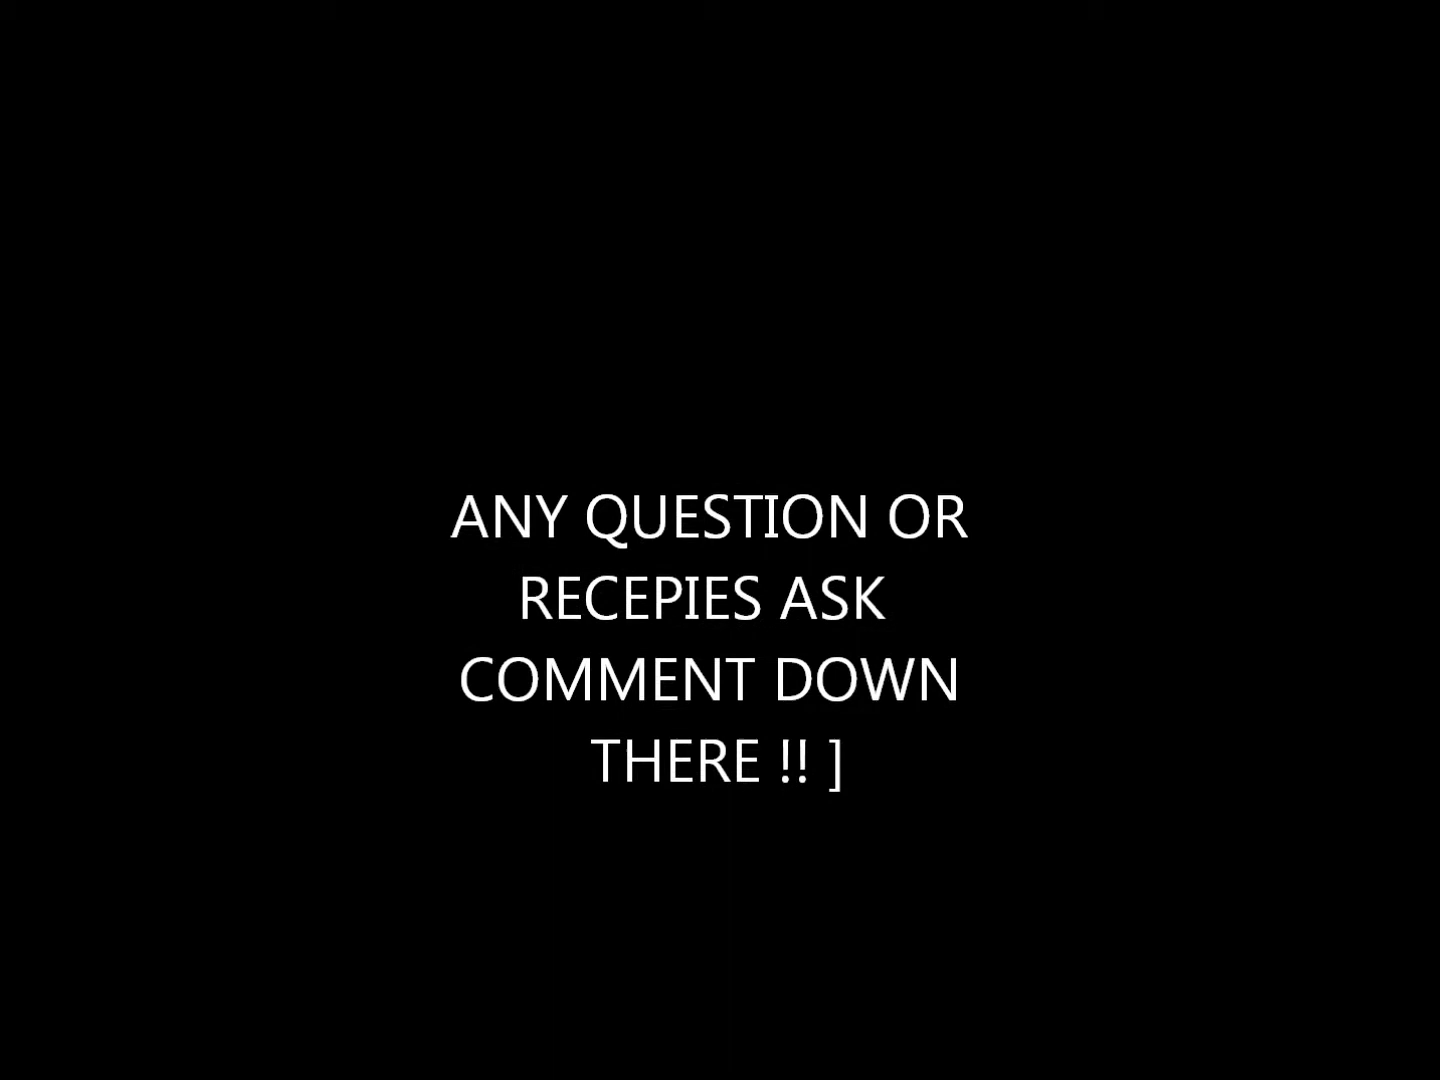 ANY QUESTION OR
RECEPIES ASK
COMMENT DOWN
THERE !! ]